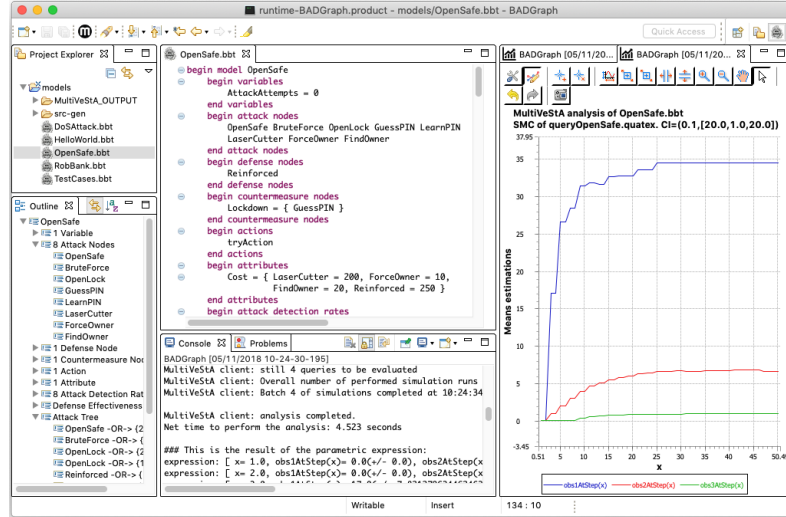 runtime-BADGraph.product - models/OpenSafe.bbt - BADGraph
Quick Access
Project Explorer
models
MultiVeStA_OUTPUT
src-gen
DoSAttack.bbt
HelloWorld.bbt
OpenSafe.bbt
RobBank.bbt
TestCases.bbt
Outline
OpenSafe
1 Variable
8 Attack Nodes
OpenSafe
BruteForce
OpenLock
GuessPIN
LearnPIN
LaserCutter
ForceOwner
FindOwner
1 Defense Node
1 Countermeasure Noc
1 Action
1 Attribute
8 Attack Detection Rat
Defense Effectiveness
Attack Tree
OpenSafe -OR-> {2
BruteForce -OR-> {
OpenLock -OR-> {2
OpenLock -OR-> {1
Reinforced -OR-> {
OpenSafe.bbt
begin model OpenSafe
begin variables
AttackAttempts = 0
end variables
begin attack nodes
OpenSafe BruteForce OpenLock GuessPIN LearnPIN
LaserCutter ForceOwner FindOwner
end attack nodes
begin defense nodes
Reinforced
end defense nodes
begin countermeasure nodes
Lockdown = { GuessPIN }
end countermeasure nodes
begin actions
tryAction
end actions
begin attributes
Cost = { LaserCutter = 200, ForceOwner = 10,
FindOwner = 20, Reinforced = 250 }
end attributes
begin attack detection rates
Console Problems
BADGraph [05/11/2018 10-24-30-195]
MultiVeStA client: still 4 queries to be evaluated
MultiVeStA client: Overall number of performed simulation runs
MultiVeStA client: Batch 4 of simulations completed at 10:24:34
MultiVeStA client: analysis completed.
Net time to perform the analysis: 4.523 seconds
### This is the result of the parametric expression:
expression: [ x= 1.0, obs1AtStep(x)= 0.0(+/- 0.0), obs2AtStep(x
expression: [ x= 2.0, obs1AtStep(x)= 0.0(+/- 0.0), obs2AtStep(x
BADGraph [05/11/20... BADGraph [05/11/20...
MultiVeStA analysis of OpenSafe.bbt
SMC of queryOpenSafe.quatex. CI=(0.1,[20.0,1.0,20.0])
37.95
35
30
25
20
15
10
5
0
-3.45
Means estimations
0.51 5 10 15 20 25 30 35 40 45 50.49
x
obs1AtStep(x) obs2AtStep(x) obs3AtStep(x)
Writable Insert 134 : 10